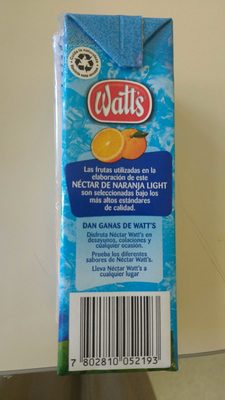 Watt's
Las frutas utilizadas en la
elaboración de este
NÉCTAR DE NARANJA LIGHT
son seleccionadas bajo los
más altos estándares
de calidad.
DAN GANAS DE WATT'S
Disfruta Néctar Watt's en
desayunos, colaciones y
cualquier ocasión.
Prueba los diferentes
sabores de Néctar Watt's.
Lleva Néctar Watt's a
cualquier lugar
7 802810 052193